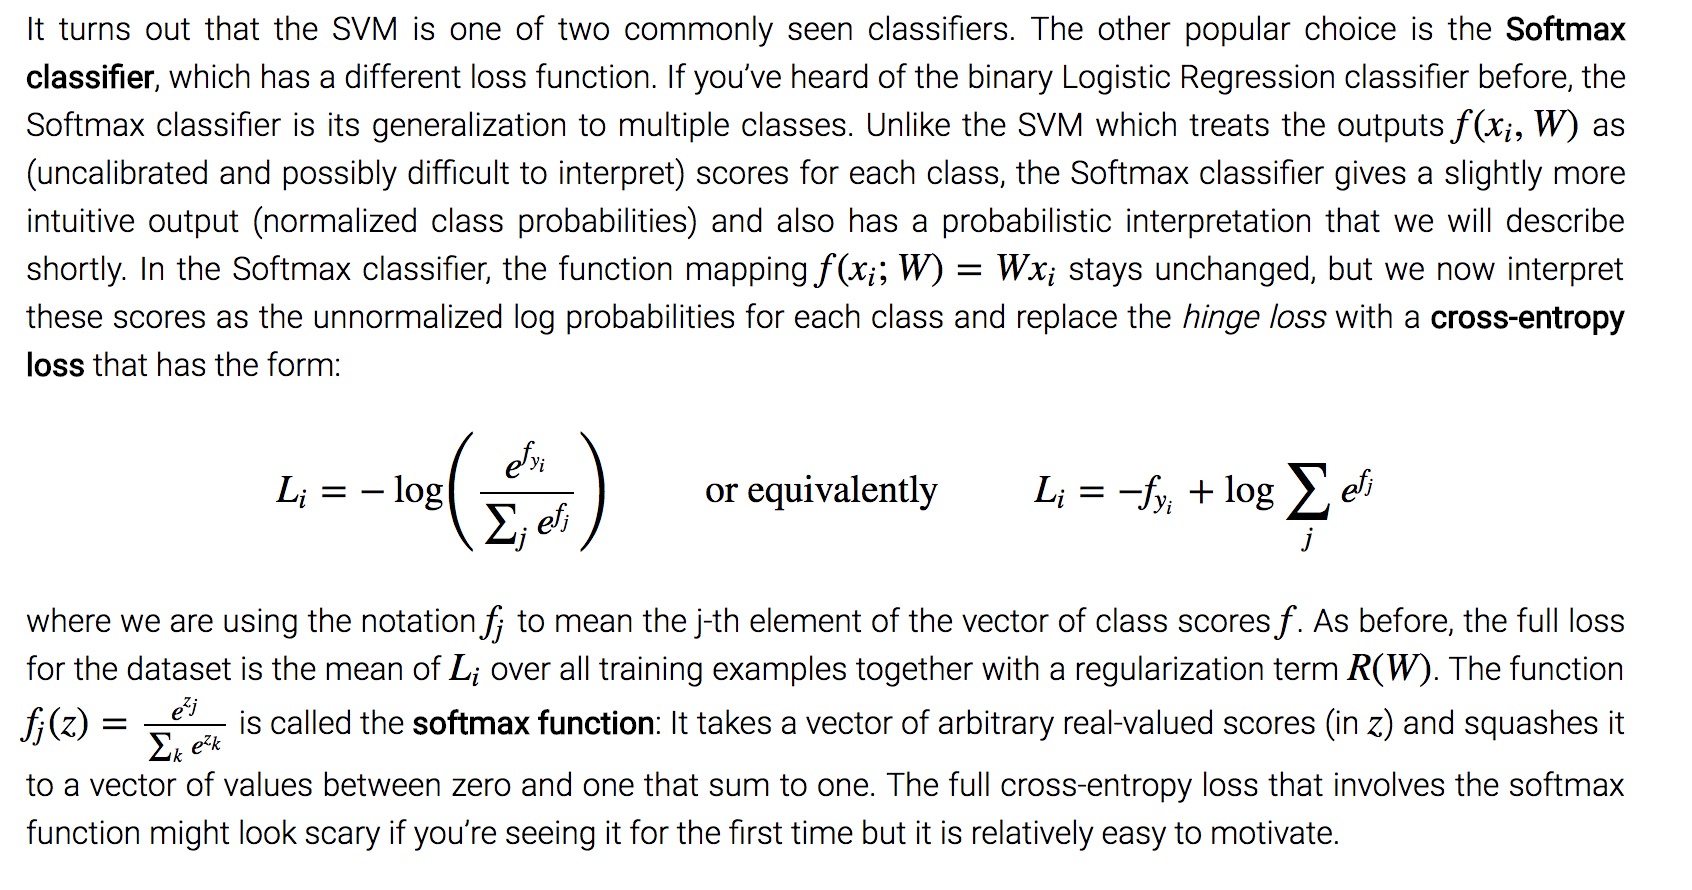 It turns out that the SVM is one of two commonly seen classifiers. The other popular choice is the Softmax
classifier, which has a different loss function. If you've heard of the binary Logistic Regression classifier before, the
Softmax classifier is its generalization to multiple classes. Unlike the SVM which treats the outputs f(xᵢ, W) as
(uncalibrated and possibly difficult to interpret) scores for each class, the Softmax classifier gives a slightly more
intuitive output (normalized class probabilities) and also has a probabilistic interpretation that we will describe
shortly. In the Softmax classifier, the function mapping f(xᵢ; W) = Wxᵢ stays unchanged, but we now interpret
these scores as the unnormalized log probabilities for each class and replace the hinge loss with a cross-entropy
loss that has the form:
L_i = − log( e^{f_{y_i}} / ∑_j e^{f_j} ) or equivalently L_i = −f_{y_i} + log ∑_j e^{f_j}
where we are using the notation f_j to mean the j-th element of the vector of class scores f. As before, the full loss
for the dataset is the mean of L_i over all training examples together with a regularization term R(W). The function
f_j(z) = e^{z_j} / ∑_k e^{z_k} is called the softmax function: It takes a vector of arbitrary real-valued scores (in z) and squashes it
to a vector of values between zero and one that sum to one. The full cross-entropy loss that involves the softmax
function might look scary if you're seeing it for the first time but it is relatively easy to motivate.